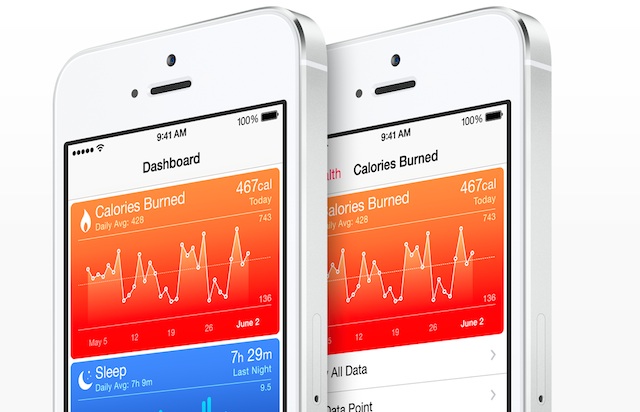 100%
9:41 AM
Dashboard
Calories Burned
467cal
Daily Avg: 428
Today
743
136
May 5 12 19 26 June 2
Sleep
7h 29m
Daily Avg: 7h 9m
Last Night
9.5
100%
9:41 AM
Calories Burned
Calories Burned
467cal
Daily Avg: 428
Today
743
136
12 19 26 June 2
All Data
Data Point